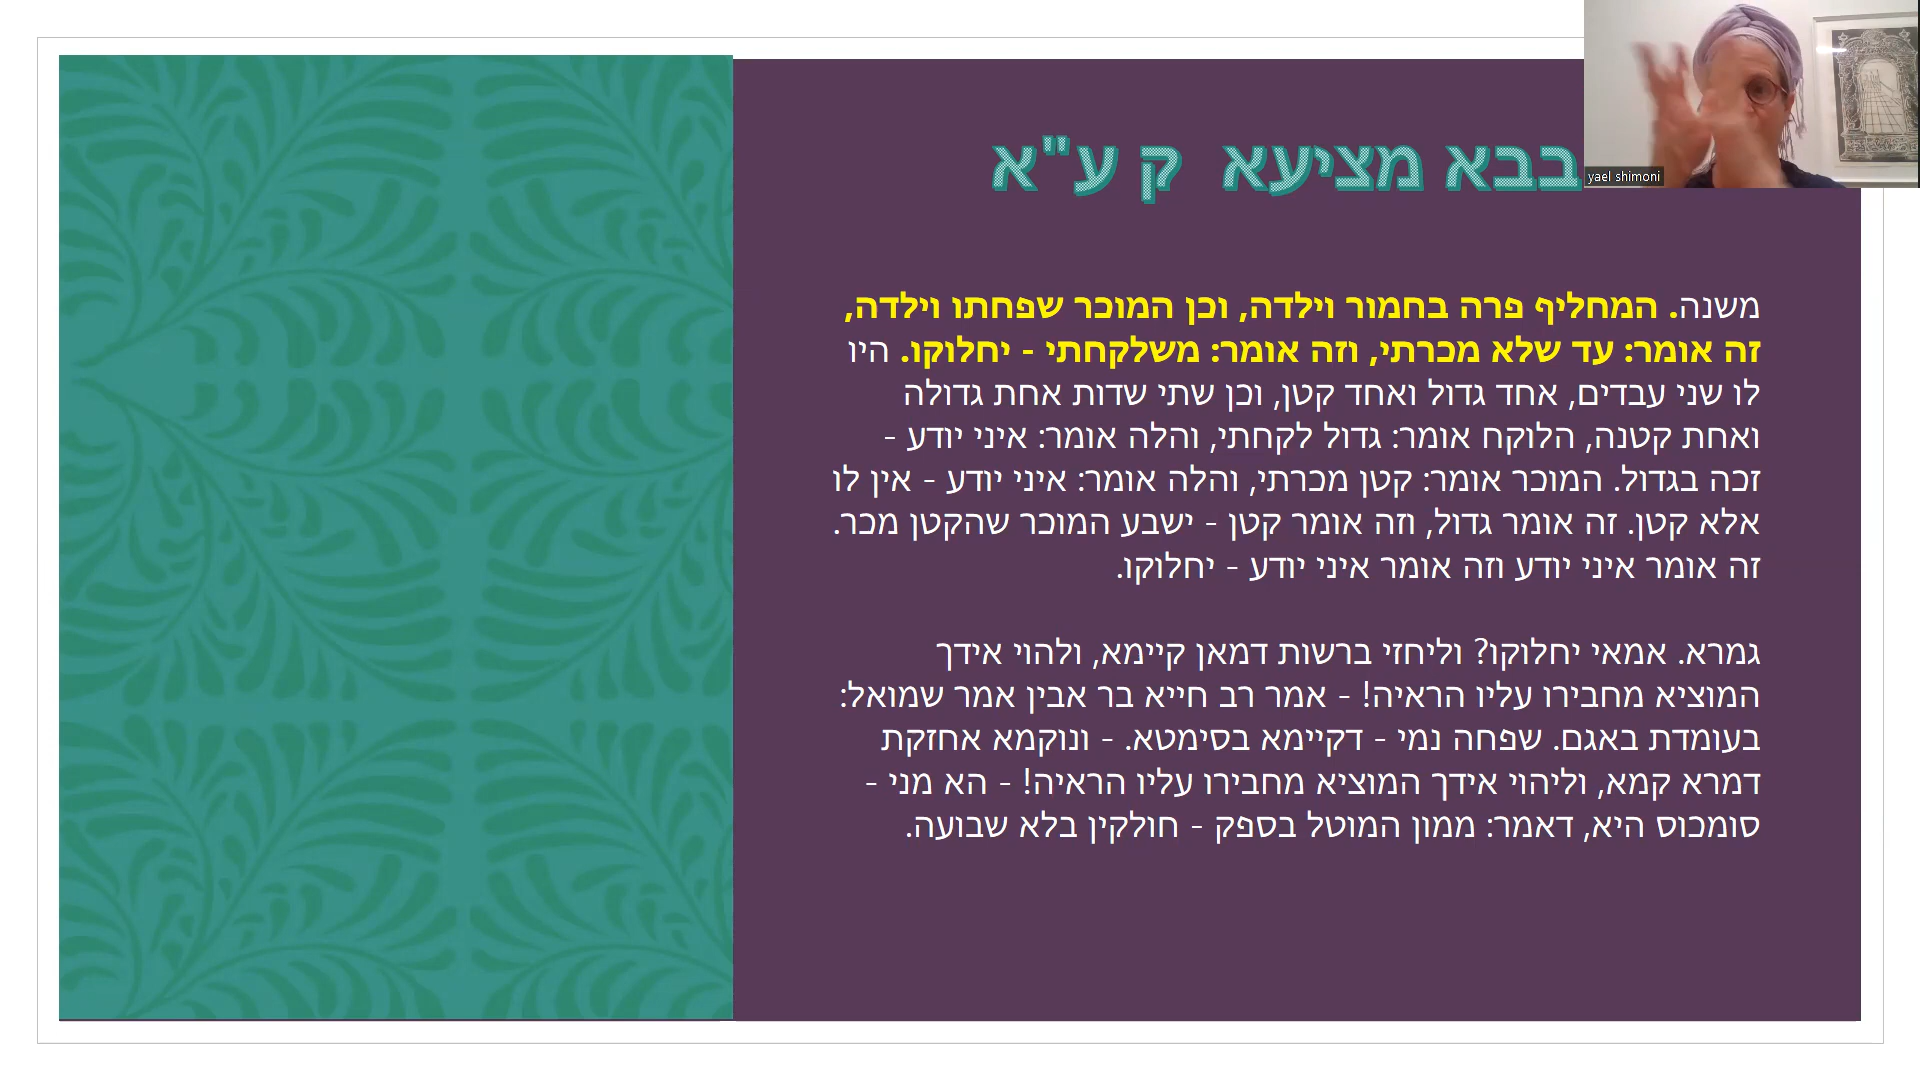 בבא מציעא ק ע"א
yael shimoni
משנה. המחליף פרה בחמור וילדה, וכן המוכר שפחתו וילדה,
זה אומר: עד שלא מכרתי, וזה אומר: משלקחתי - יחלוקו. היו
לו שני עבדים, אחד גדול ואחד קטן, וכן שתי שדות אחת גדולה
ואחת קטנה, הלוקח אומר: גדול לקחתי, והלה אומר: איני יודע -
זכה בגדול. המוכר אומר: קטן מכרתי, והלה אומר: איני יודע - אין לו
אלא קטן. זה אומר גדול, וזה אומר קטן - ישבע המוכר שהקטן מכר.
זה אומר איני יודע וזה אומר איני יודע - יחלוקו.
גמרא. אמאי יחלוקו? וליחזי ברשות דמאן קיימא, ולהוי אידך
המוציא מחבירו עליו הראיה! - אמר רב חייא בר אבין אמר שמואל:
בעומדת באגם. שפחה נמי - דקיימא בסימטא. - ונוקמא אחזקת
דמרא קמא, וליהוי אידך המוציא מחבירו עליו הראיה! - הא מני -
סומכוס היא, דאמר: ממון המוטל בספק - חולקין בלא שבועה.